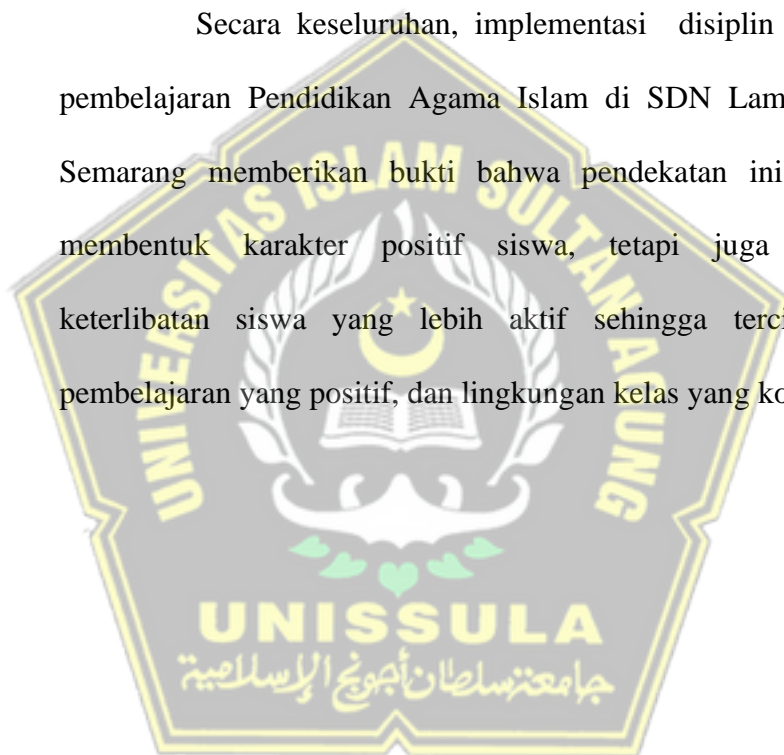 Secara keseluruhan, implementasi disiplin
pembelajaran Pendidikan Agama Islam di SDN Lam
Semarang memberikan bukti bahwa pendekatan ini
membentuk karakter positif siswa, tetapi juga
keterlibatan siswa yang lebih aktif sehingga terci
pembelajaran yang positif, dan lingkungan kelas yang ko
UNIVERSITAS ISLAM SULTAN AGUNG
UNISSULA
جامعتنسلطان أجونج الإسلامية